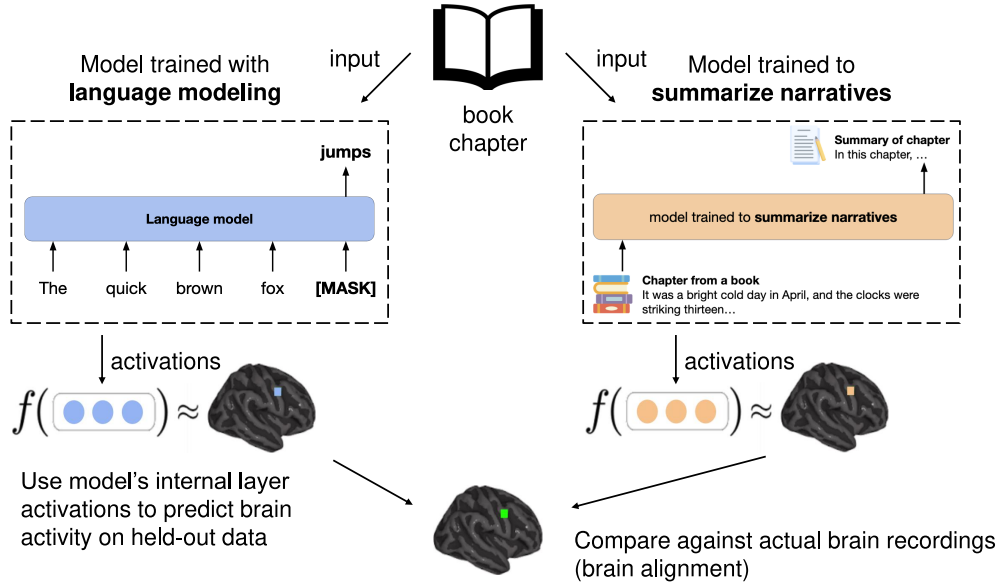 input
input
book
chapter
Model trained with
language modeling
jumps
Language model
The quick brown fox [MASK]
activations
f( ) ≈
Use model's internal layer
activations to predict brain
activity on held-out data
Model trained to
summarize narratives
Summary of chapter
In this chapter, ...
model trained to summarize narratives
Chapter from a book
It was a bright cold day in April, and the clocks were
striking thirteen...
activations
f( ) ≈
Compare against actual brain recordings
(brain alignment)